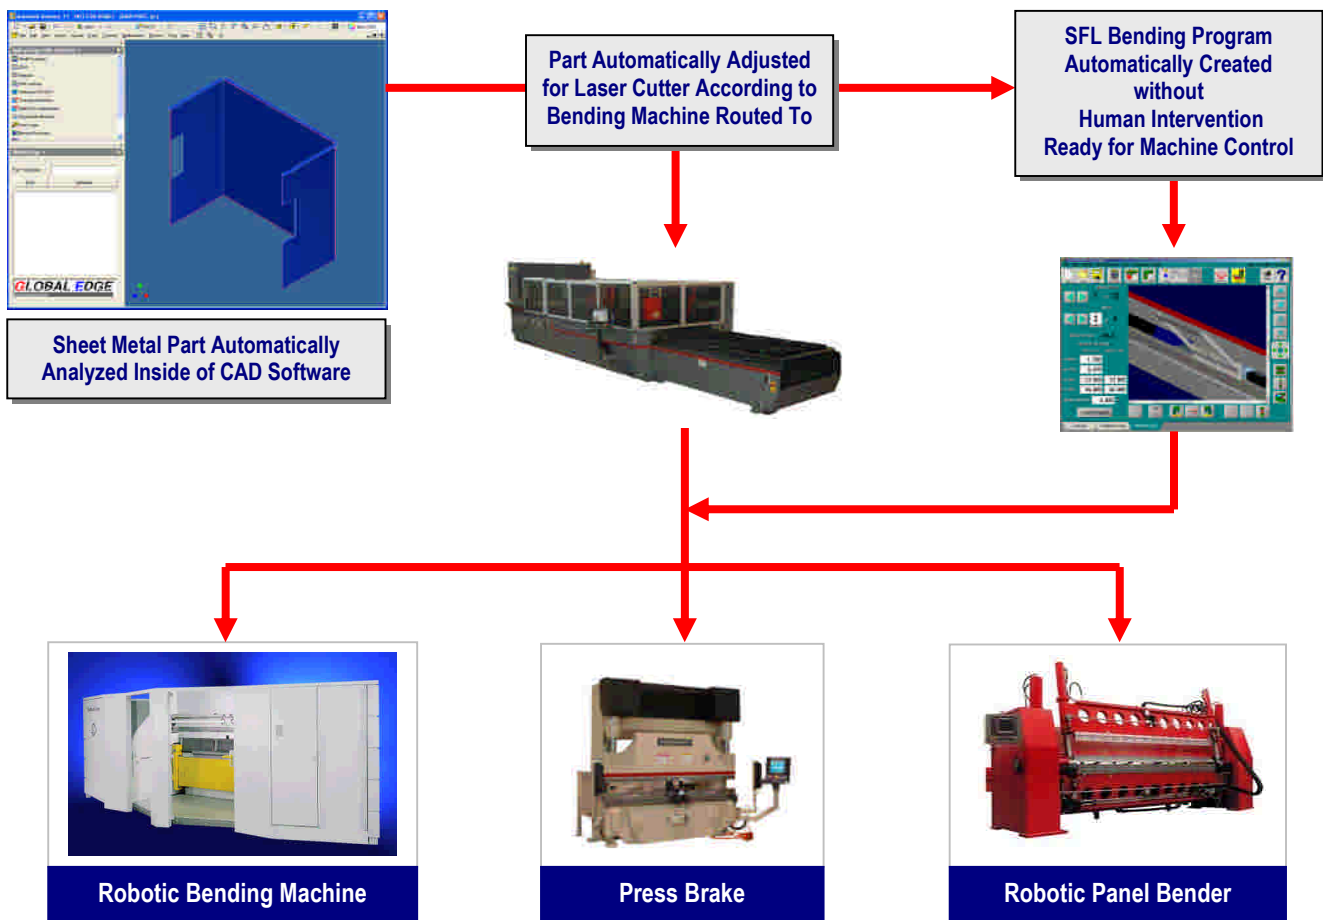 Part Automatically Adjusted
for Laser Cutter According to
Bending Machine Routed To
SFL Bending Program
Automatically Created
without
Human Intervention
Ready for Machine Control
GLOBAL EDGE
Sheet Metal Part Automatically
Analyzed Inside of CAD Software
Robotic Bending Machine
Press Brake
Robotic Panel Bender